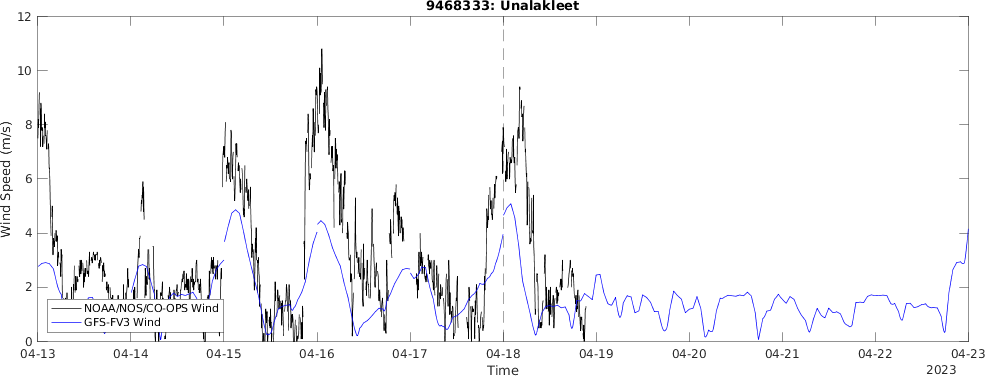 9468333: Unalakleet
Wind Speed (m/s)
12
10
8
6
4
2
0
NOAA/NOS/CO-OPS Wind
GFS-FV3 Wind
04-13 04-14 04-15 04-16 04-17 04-18 04-19 04-20 04-21 04-22 04-23
Time
2023